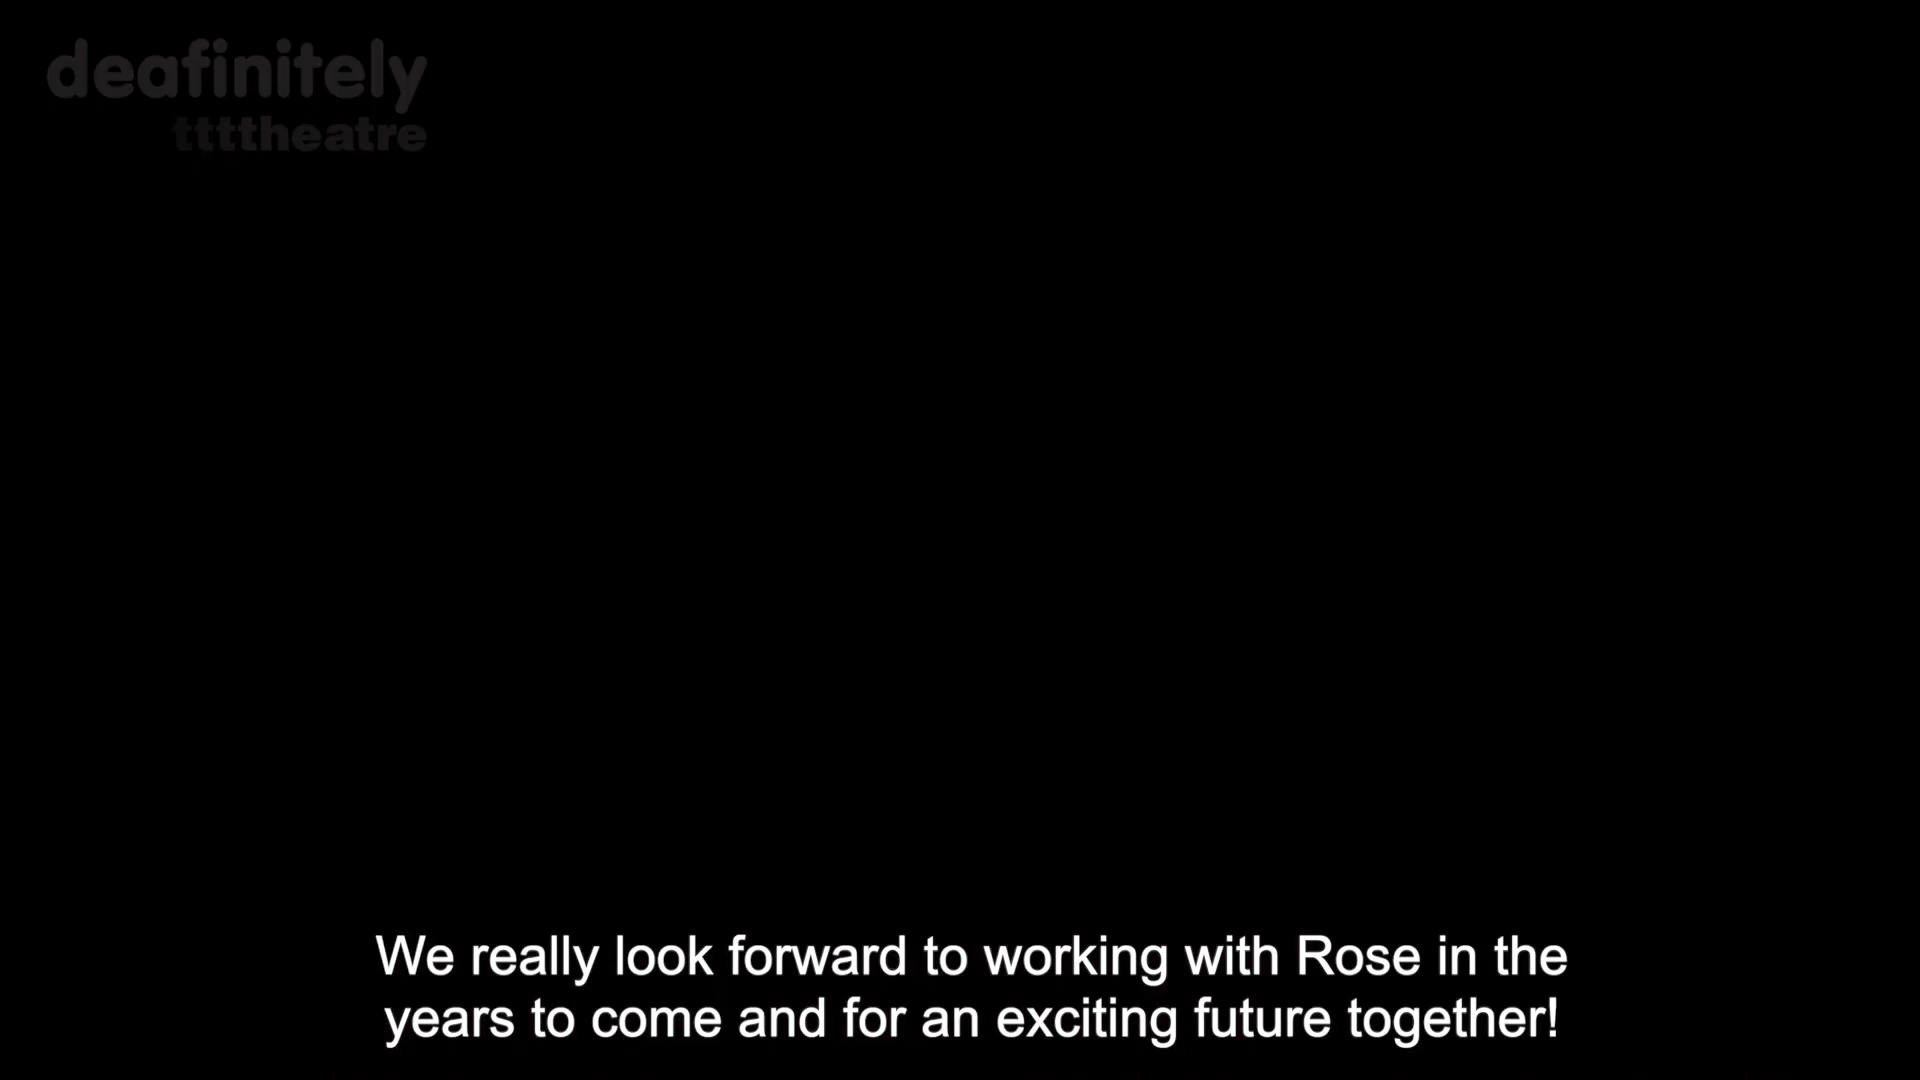 deafinitely
ttttheatre
We really look forward to working with Rose in the
years to come and for an exciting future together!